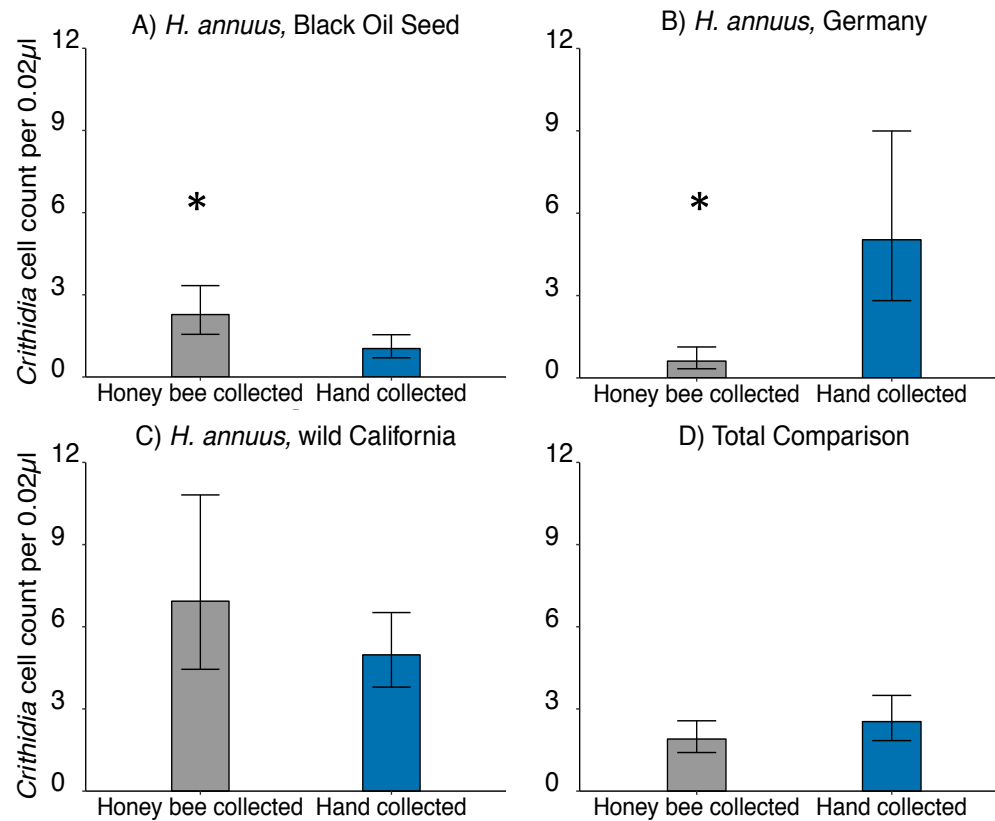 A) H. annuus, Black Oil Seed
B) H. annuus, Germany
Crithidia cell count per 0.02µl
12
9
6
3
0
*
Honey bee collected
Hand collected
12
9
6
3
0
*
Honey bee collected
Hand collected
C) H. annuus, wild California
D) Total Comparison
Crithidia cell count per 0.02µl
12
9
6
3
0
Honey bee collected
Hand collected
12
9
6
3
0
Honey bee collected
Hand collected